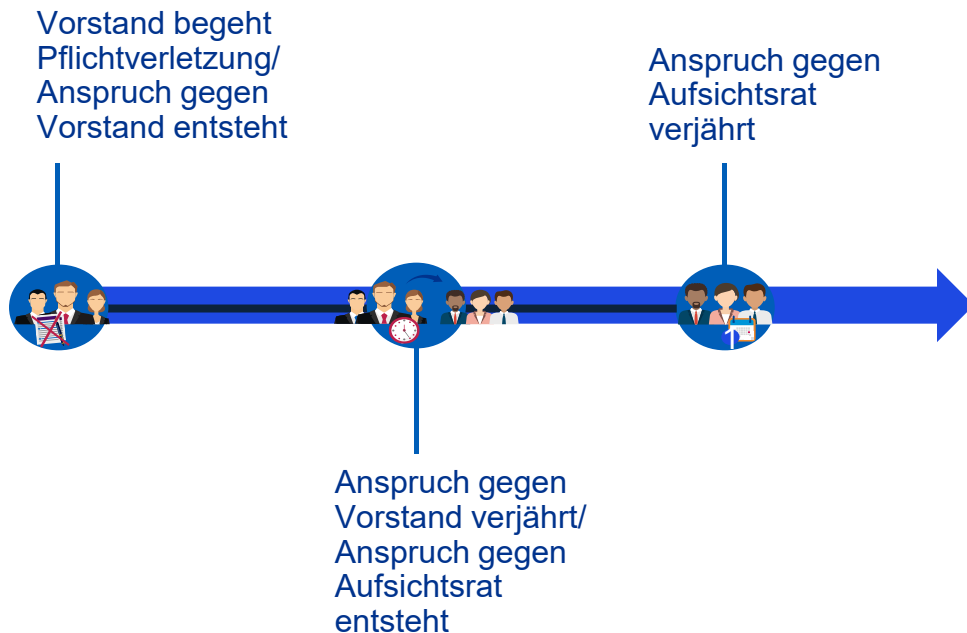 Vorstand begeht
Pflichtverletzung/
Anspruch gegen
Vorstand entsteht
Anspruch gegen
Aufsichtsrat
verjährt
1
Anspruch gegen
Vorstand verjährt/
Anspruch gegen
Aufsichtsrat
entsteht